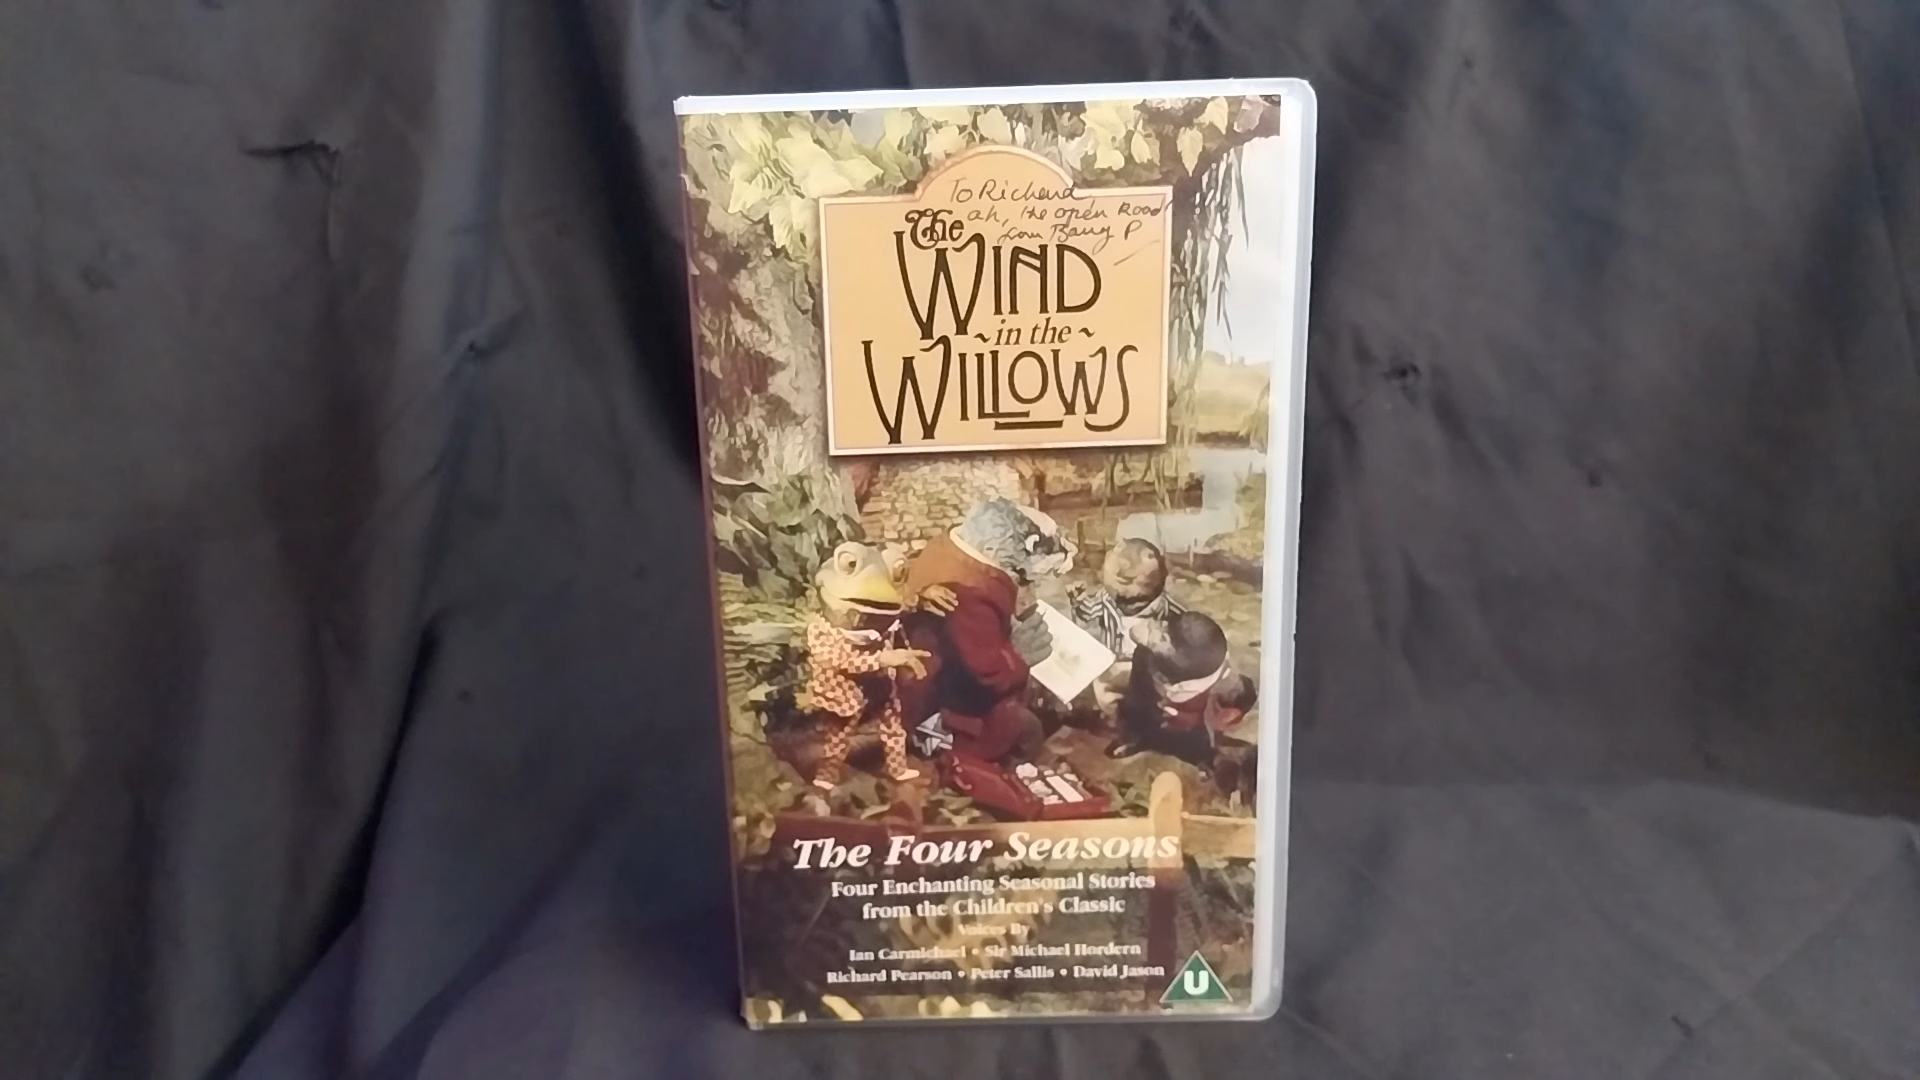 To Richard
ah, the open Road
from Barry P
The
WIND
~ in the ~
WILLOWS
The Four Seasons
Four Enchanting Seasonal Stories
from the Children's Classic
Voices By
Ian Carmichael • Sir Michael Hordern
Richard Pearson • Peter Sallis • David Jason
U